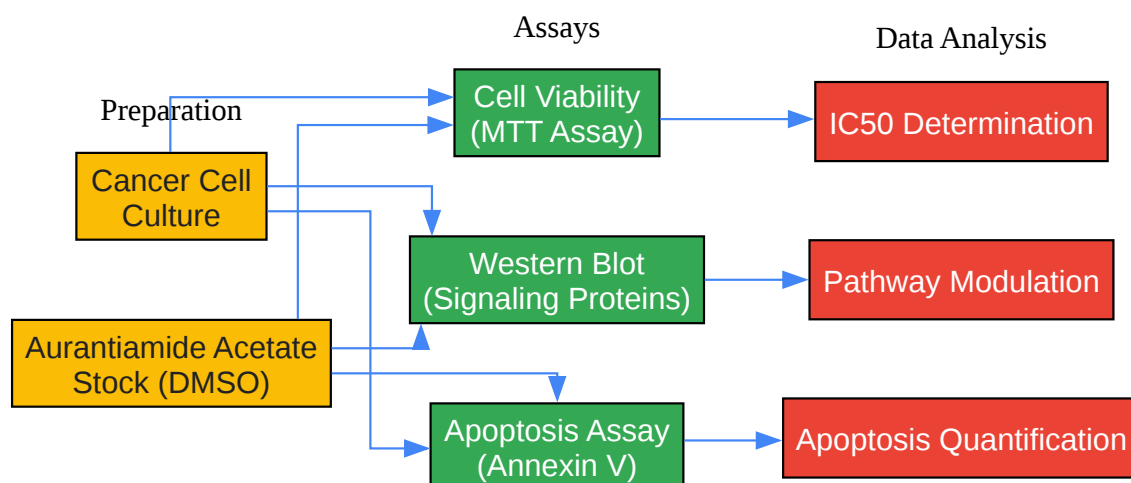 Preparation
Cancer Cell
Culture
Aurantiamide Acetate
Stock (DMSO)
Assays
Cell Viability
(MTT Assay)
Western Blot
(Signaling Proteins)
Apoptosis Assay
(Annexin V)
Data Analysis
IC50 Determination
Pathway Modulation
Apoptosis Quantification